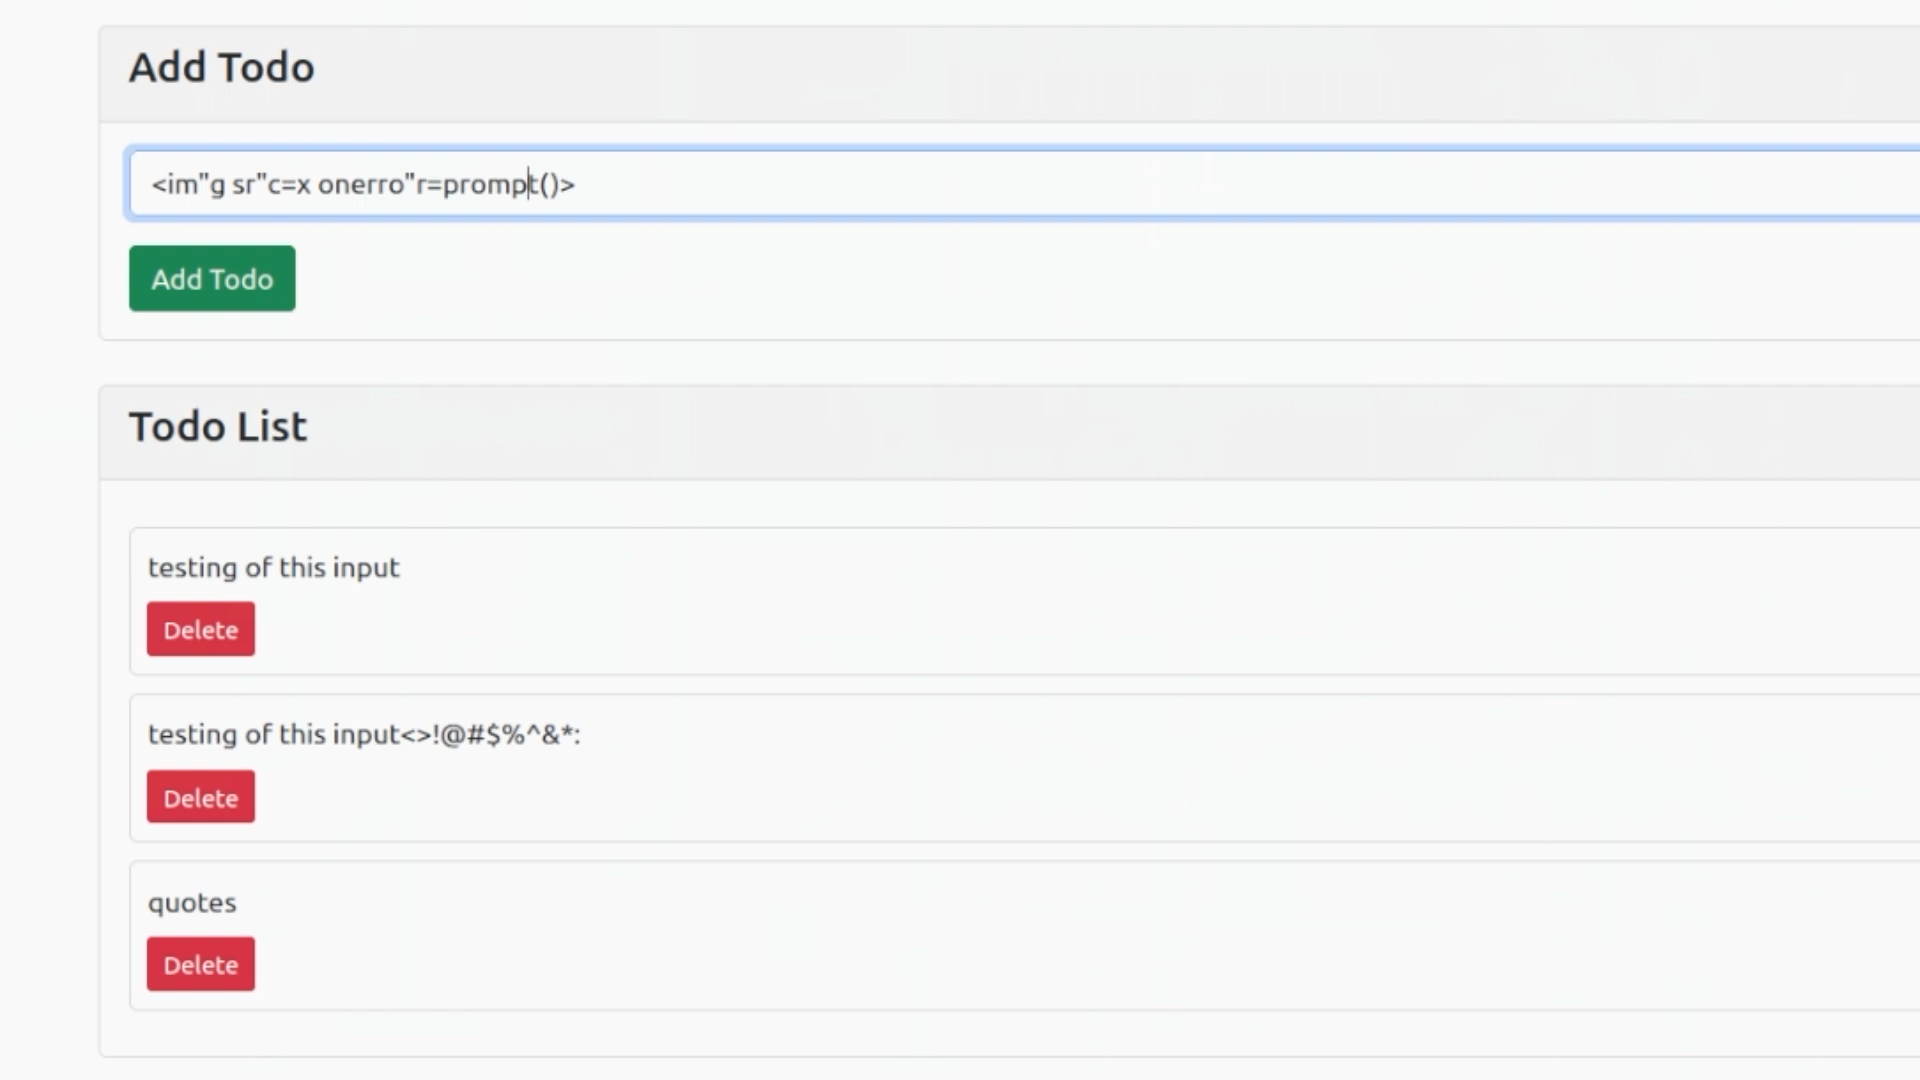 Add Todo
<im"g sr"c=x onerro"r=prompt()>
Add Todo
Todo List
testing of this input
Delete
testing of this input<>!@#$%^&*:
Delete
quotes
Delete